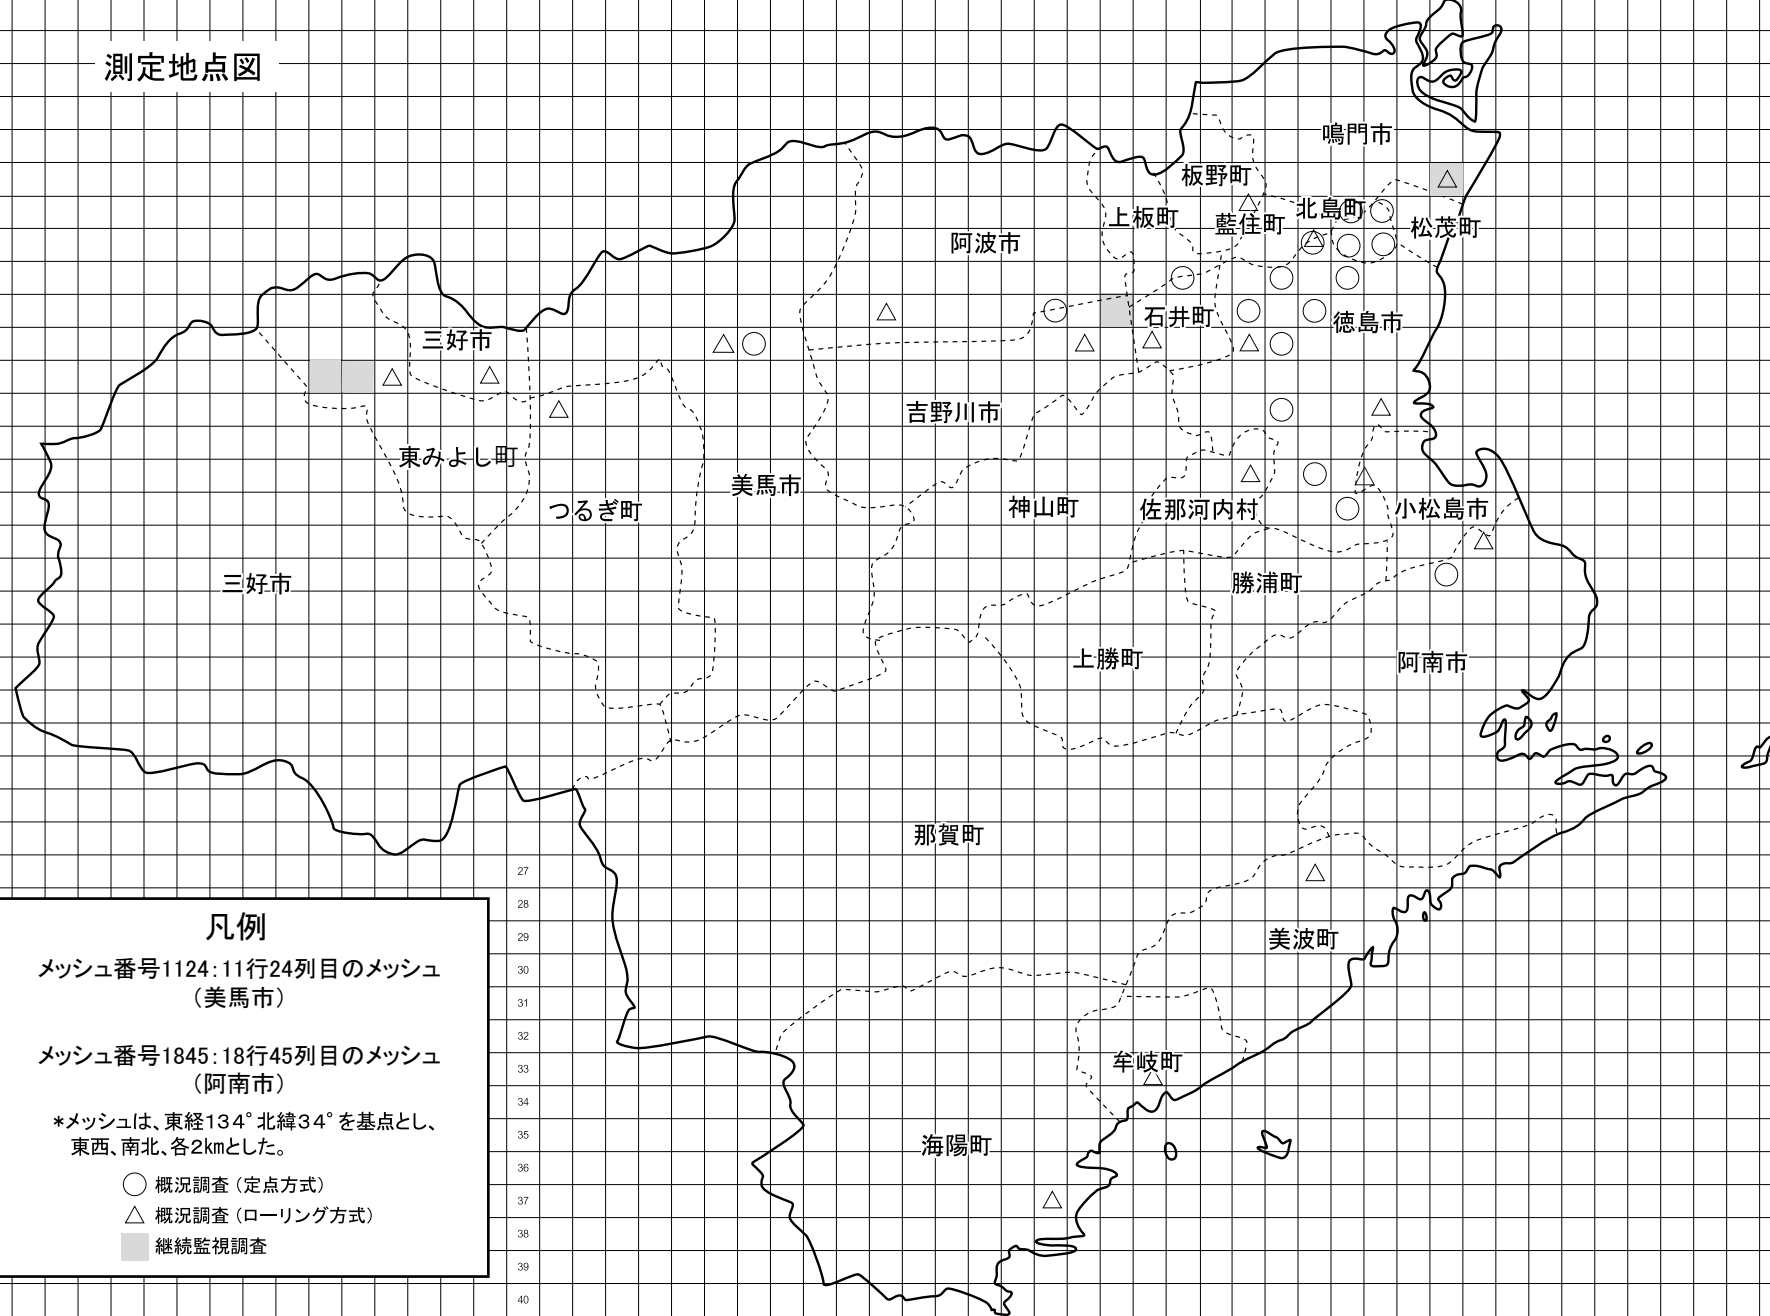 測定地点図
鳴門市
板野町
北島町
上板町
藍住町
松茂町
阿波市
石井町
徳島市
三好市
吉野川市
東みよし町
美馬市
つるぎ町
神山町
佐那河内村
小松島市
三好市
勝浦町
上勝町
阿南市
那賀町
美波町
牟岐町
海陽町
27
28
29
30
31
32
33
34
35
36
37
38
39
40
凡例
メッシュ番号1124：11行24列目のメッシュ
（美馬市）
メッシュ番号1845：18行45列目のメッシュ
（阿南市）
*メッシュは、東経134°北緯34°を基点とし、
東西、南北、各2kmとした。
概況調査（定点方式）
概況調査（ローリング方式）
継続監視調査